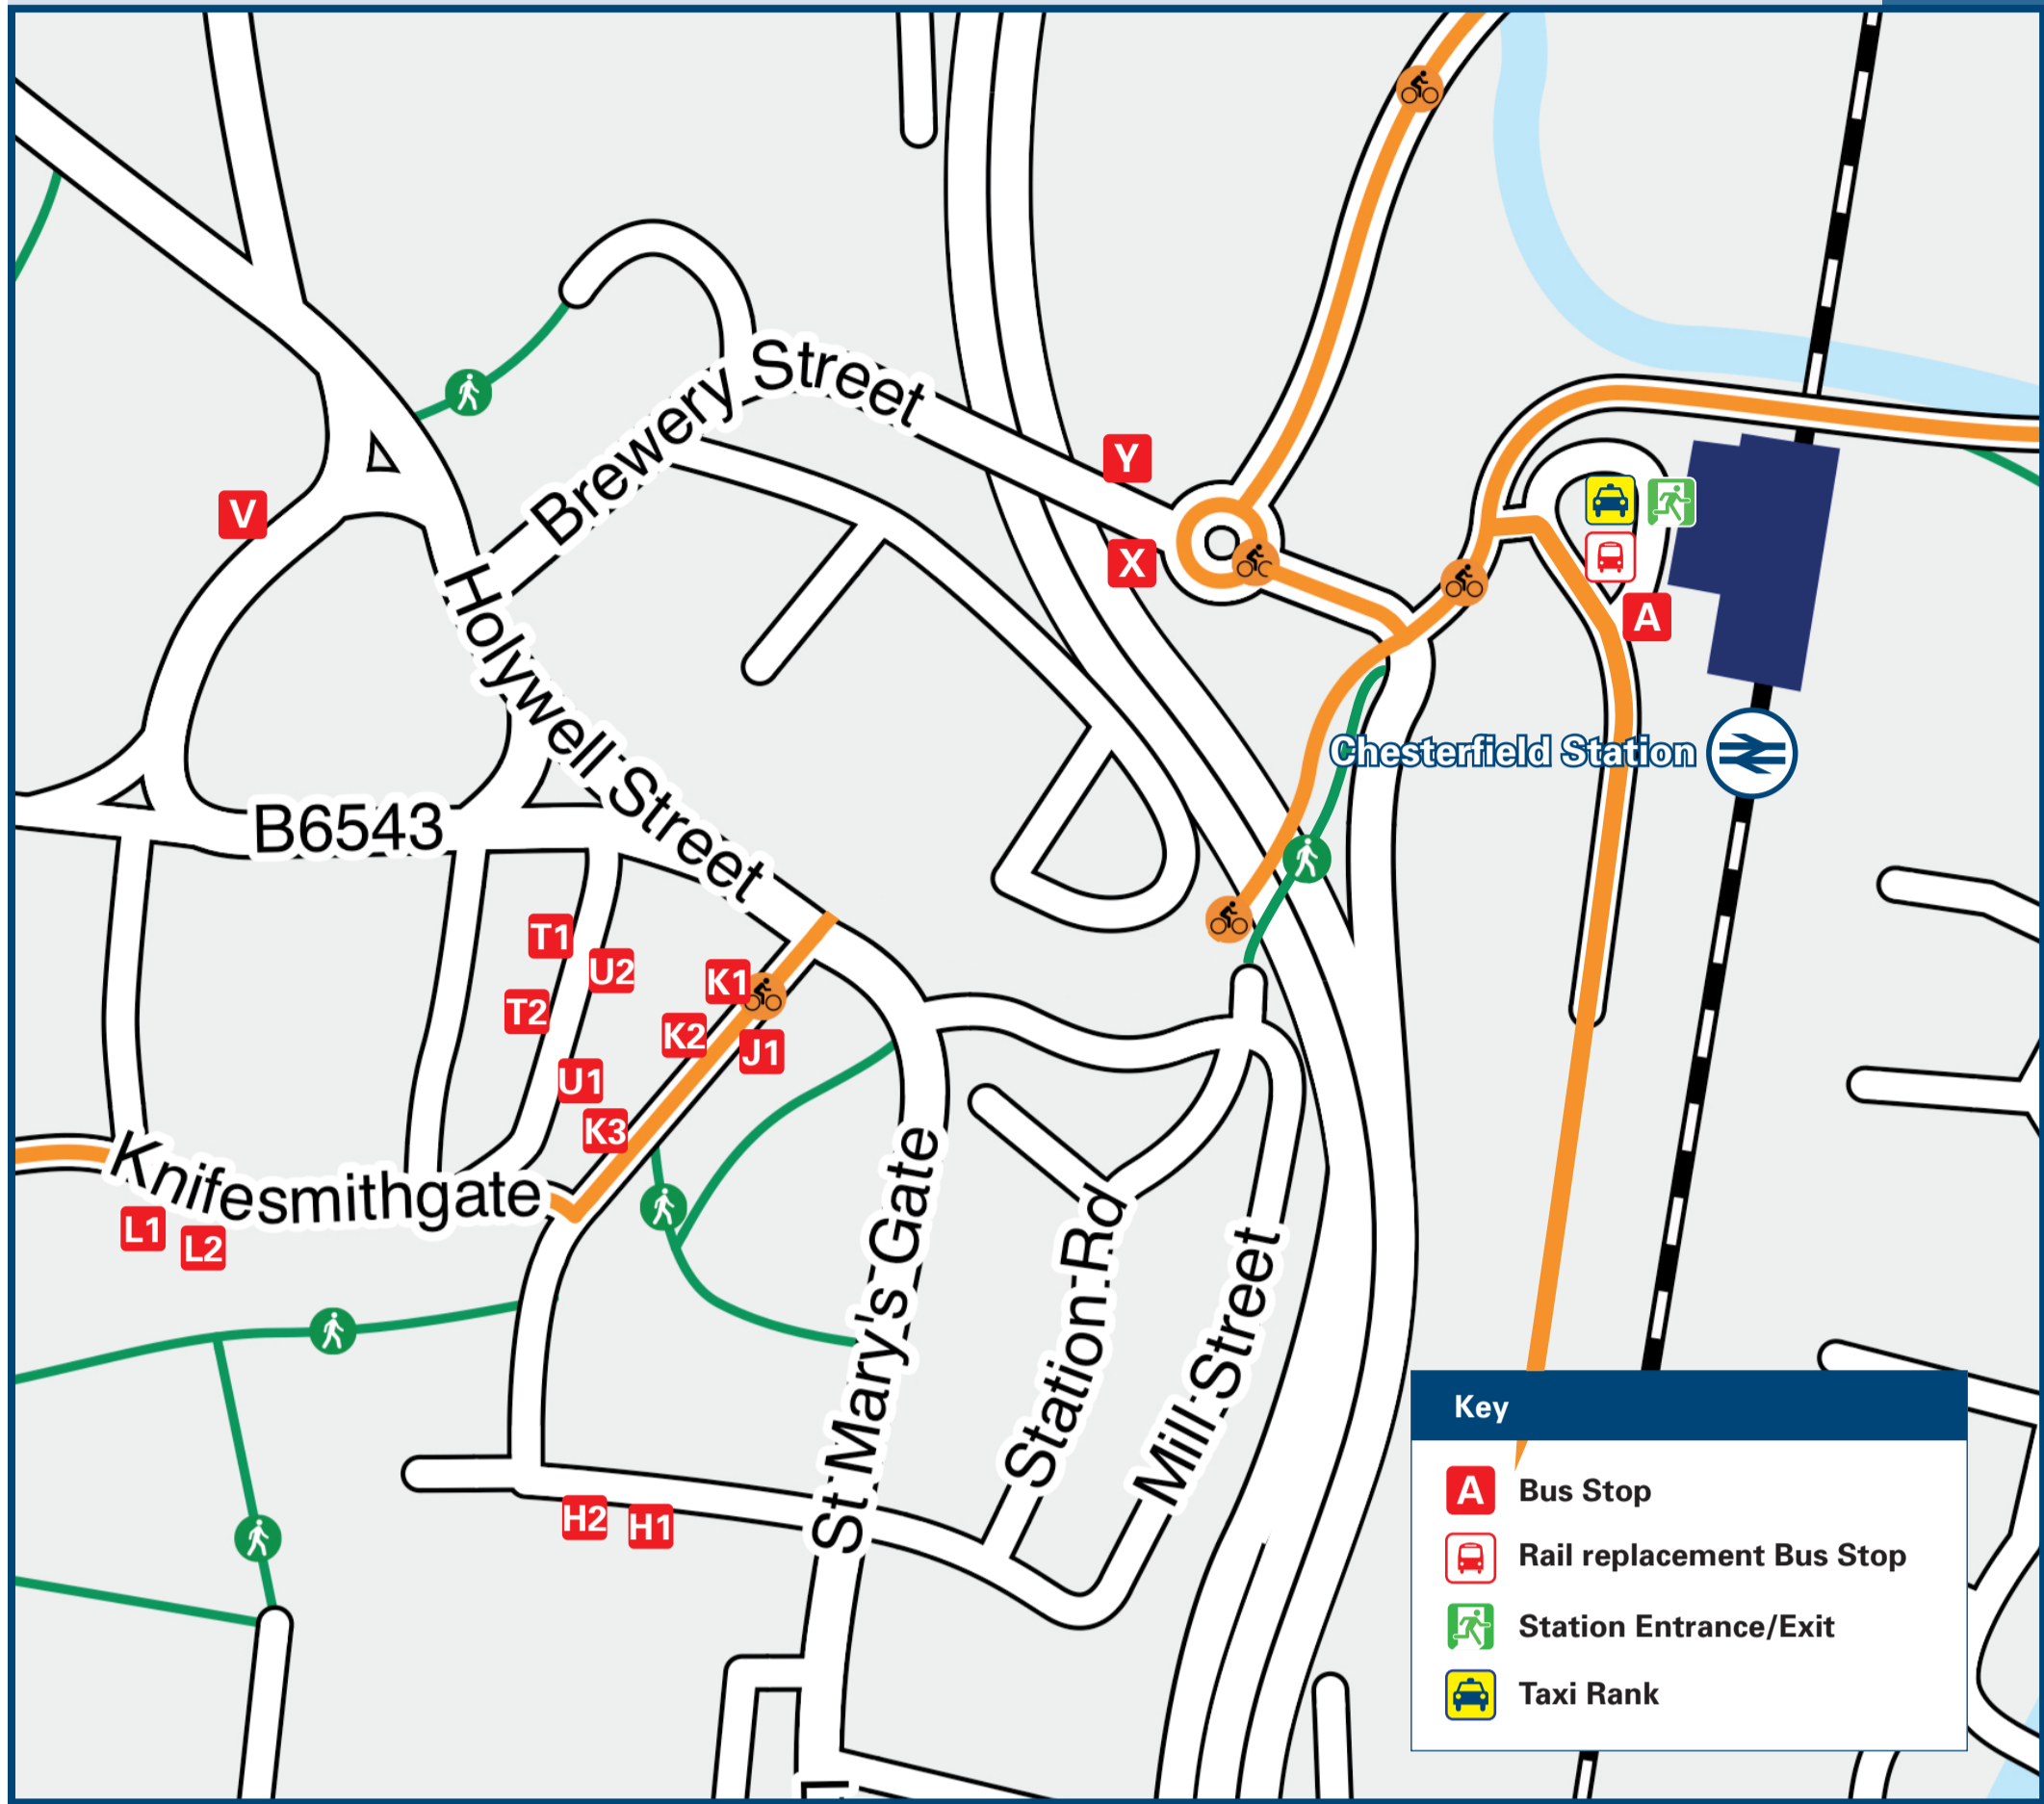 Brewery Street
Y
V
X
A
Holywell Street
Chesterfield Station
B6543
T1
U2
K1
T2
K2
J1
U1
K3
Knifesmithgate
L1
L2
St Mary's Gate
Station Rd
Mill Street
H2
H1
Key
A Bus Stop
Rail replacement Bus Stop
Station Entrance/Exit
Taxi Rank